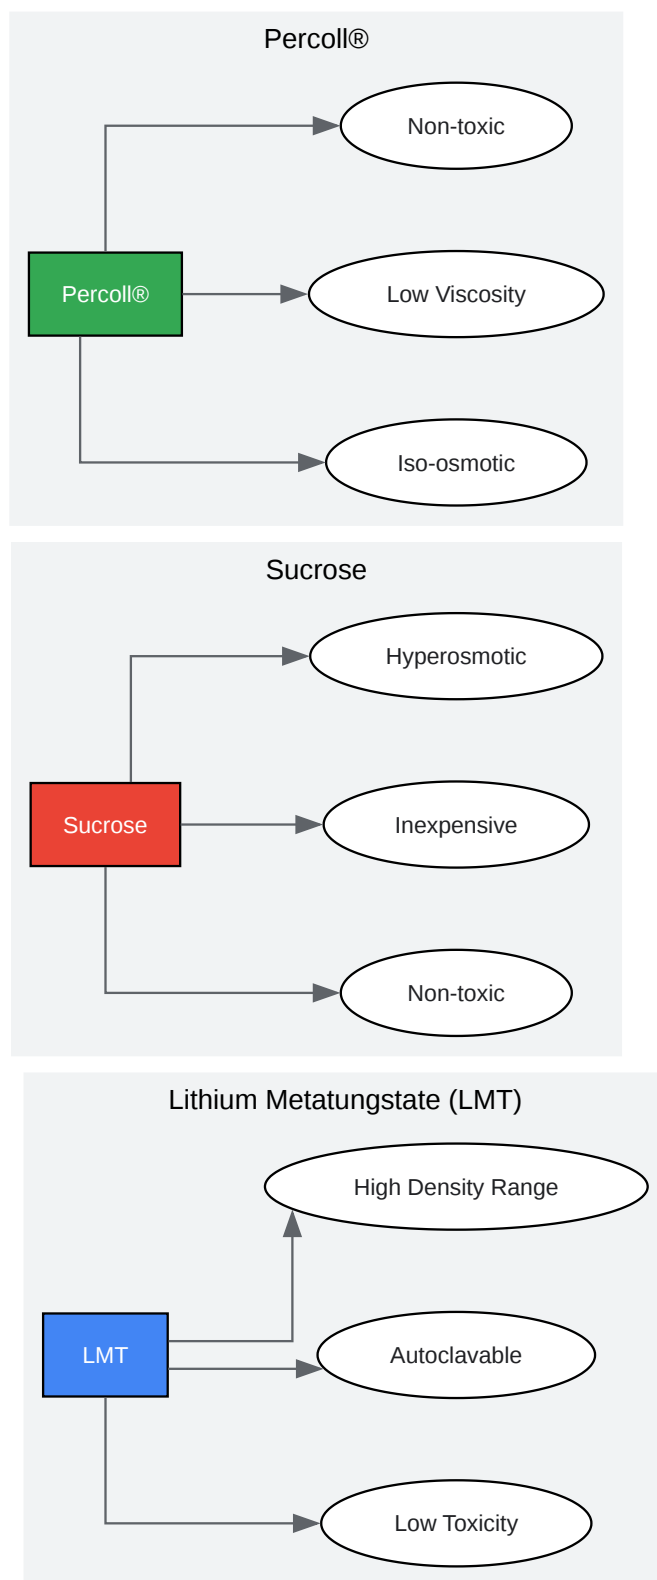 Percoll®
Non-toxic
Percoll®
Low Viscosity
Iso-osmotic
Sucrose
Hyperosmotic
Sucrose
Inexpensive
Non-toxic
Lithium Metatungstate (LMT)
High Density Range
LMT
Autoclavable
Low Toxicity